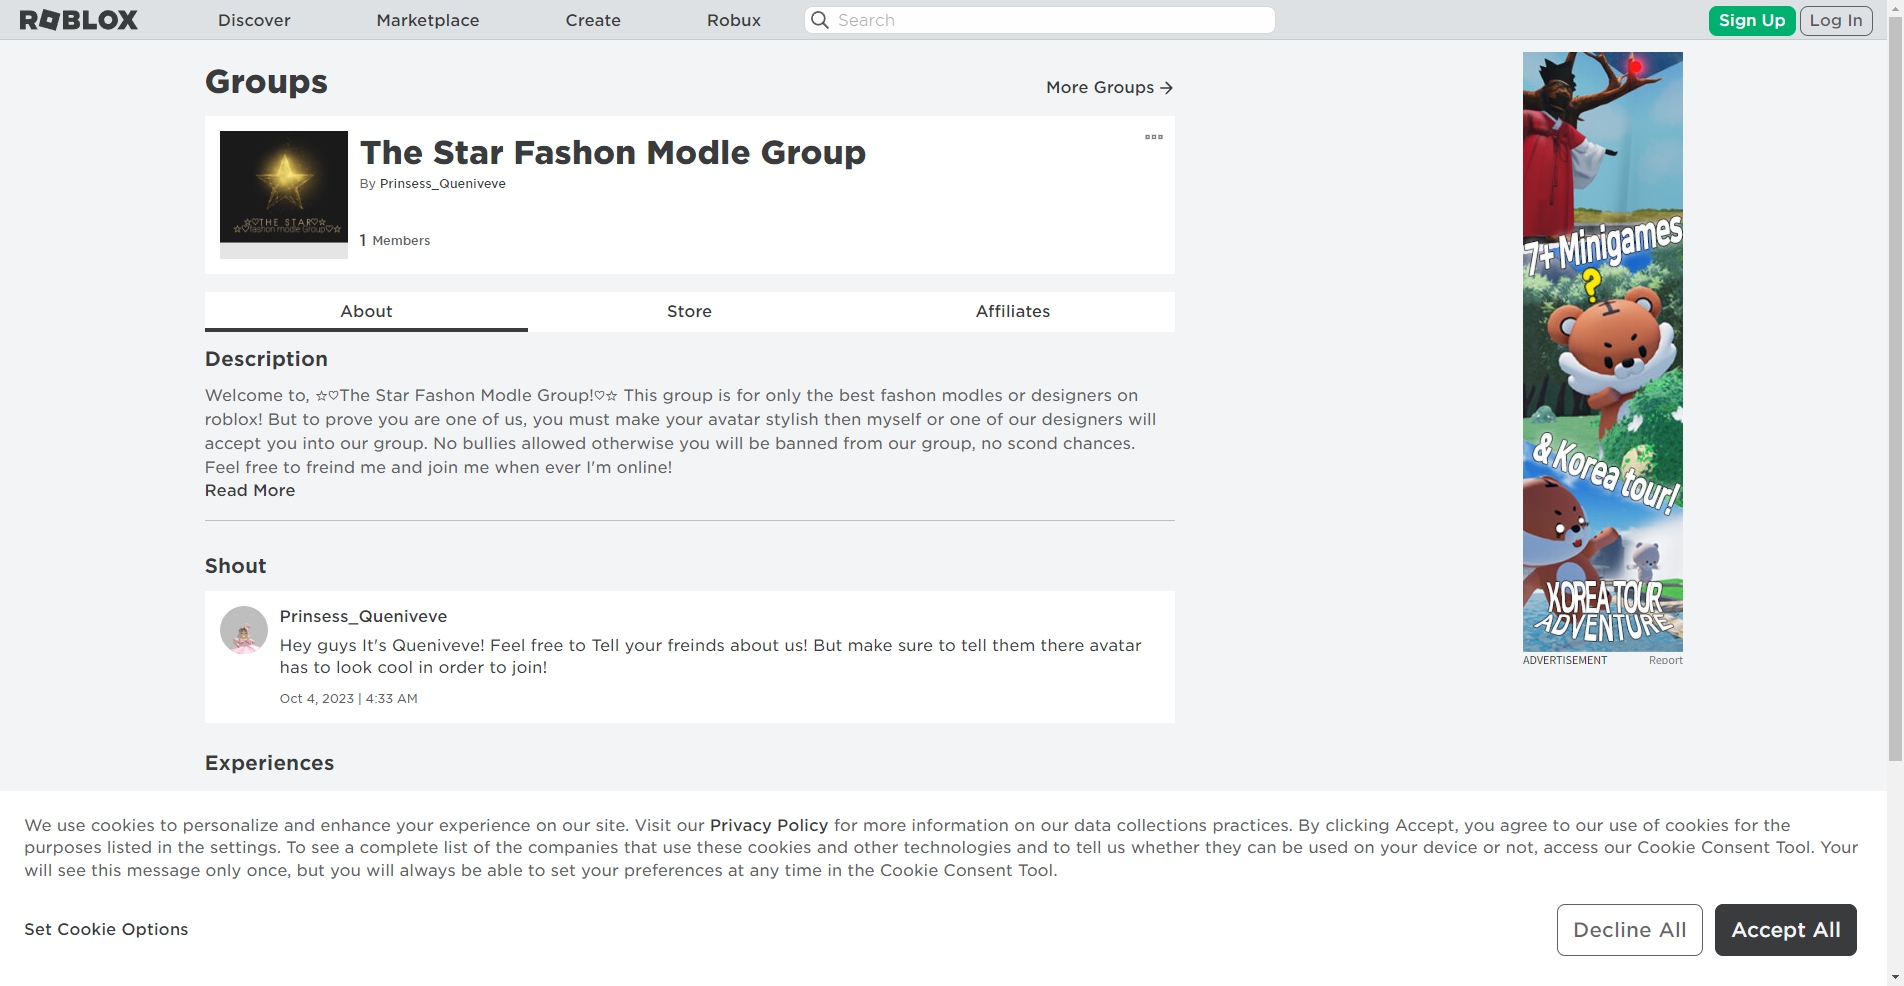 ROBLOX
Discover
Marketplace
Create
Robux
Search
Sign Up
Log In
Groups
More Groups →
The Star Fashon Modle Group
By Prinsess_Queniveve
☆♡THE STAR♡☆
☆♡fashion modle Group♡☆
1 Members
About
Store
Affiliates
Description
Welcome to, ☆♡The Star Fashon Modle Group!♡☆ This group is for only the best fashon modles or designers on
roblox! But to prove you are one of us, you must make your avatar stylish then myself or one of our designers will
accept you into our group. No bullies allowed otherwise you will be banned from our group, no scond chances.
Feel free to freind me and join me when ever I'm online!
Read More
Shout
Prinsess_Queniveve
Hey guys It's Queniveve! Feel free to Tell your freinds about us! But make sure to tell them there avatar
has to look cool in order to join!
Oct 4, 2023 | 4:33 AM
Experiences
7+ Minigames
?
& Korea tour!
KOREA TOUR
ADVENTURE
ADVERTISEMENT
Report
We use cookies to personalize and enhance your experience on our site. Visit our Privacy Policy for more information on our data collections practices. By clicking Accept, you agree to our use of cookies for the
purposes listed in the settings. To see a complete list of the companies that use these cookies and other technologies and to tell us whether they can be used on your device or not, access our Cookie Consent Tool. Your
will see this message only once, but you will always be able to set your preferences at any time in the Cookie Consent Tool.
Set Cookie Options
Decline All
Accept All